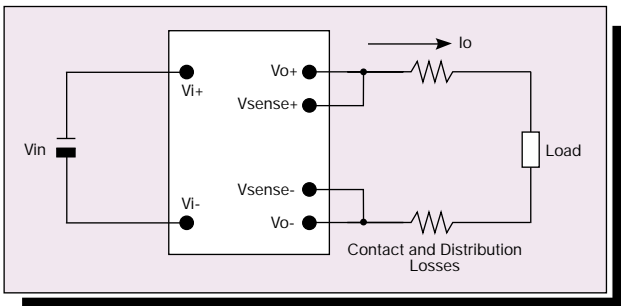 Io
Vo+
Vi+
Vsense+
Vin
Load
Vsense-
Vi-
Vo-
Contact and Distribution
Losses